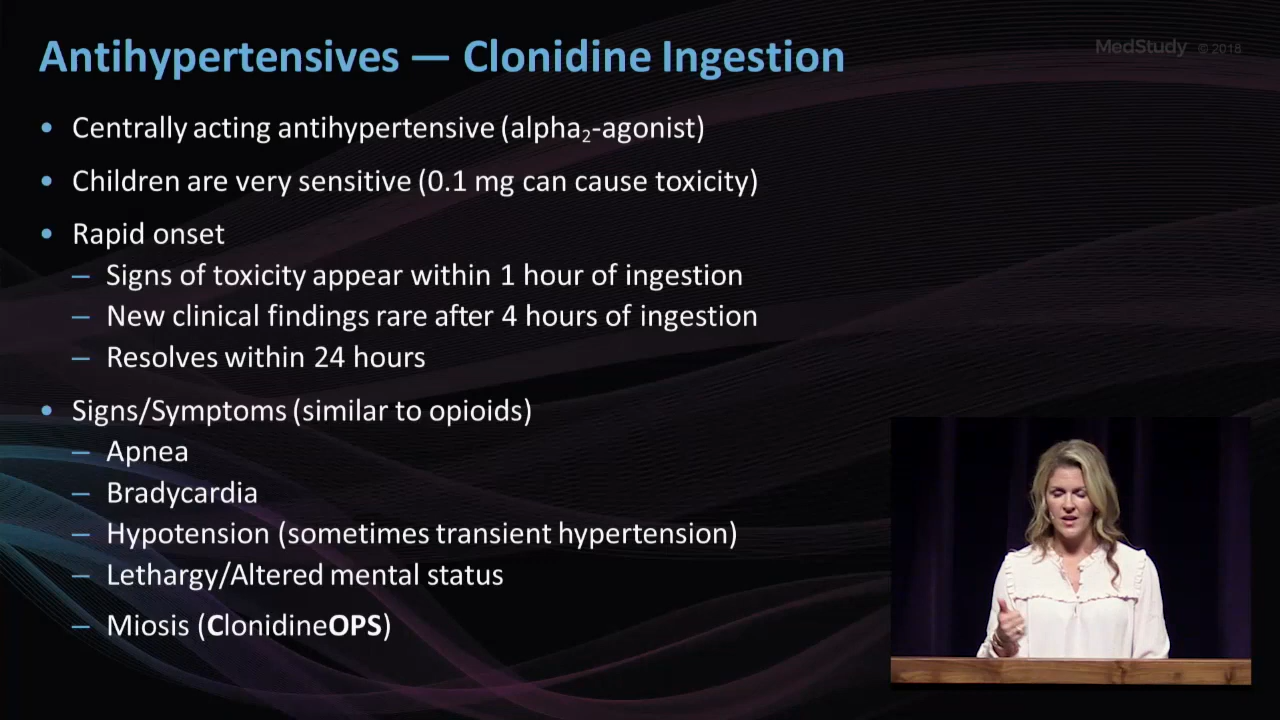 Antihypertensives — Clonidine Ingestion
MedStudy © 2018
• Centrally acting antihypertensive (alpha₂-agonist)
• Children are very sensitive (0.1 mg can cause toxicity)
• Rapid onset
– Signs of toxicity appear within 1 hour of ingestion
– New clinical findings rare after 4 hours of ingestion
– Resolves within 24 hours
• Signs/Symptoms (similar to opioids)
– Apnea
– Bradycardia
– Hypotension (sometimes transient hypertension)
– Lethargy/Altered mental status
– Miosis (ClonidineOPS)